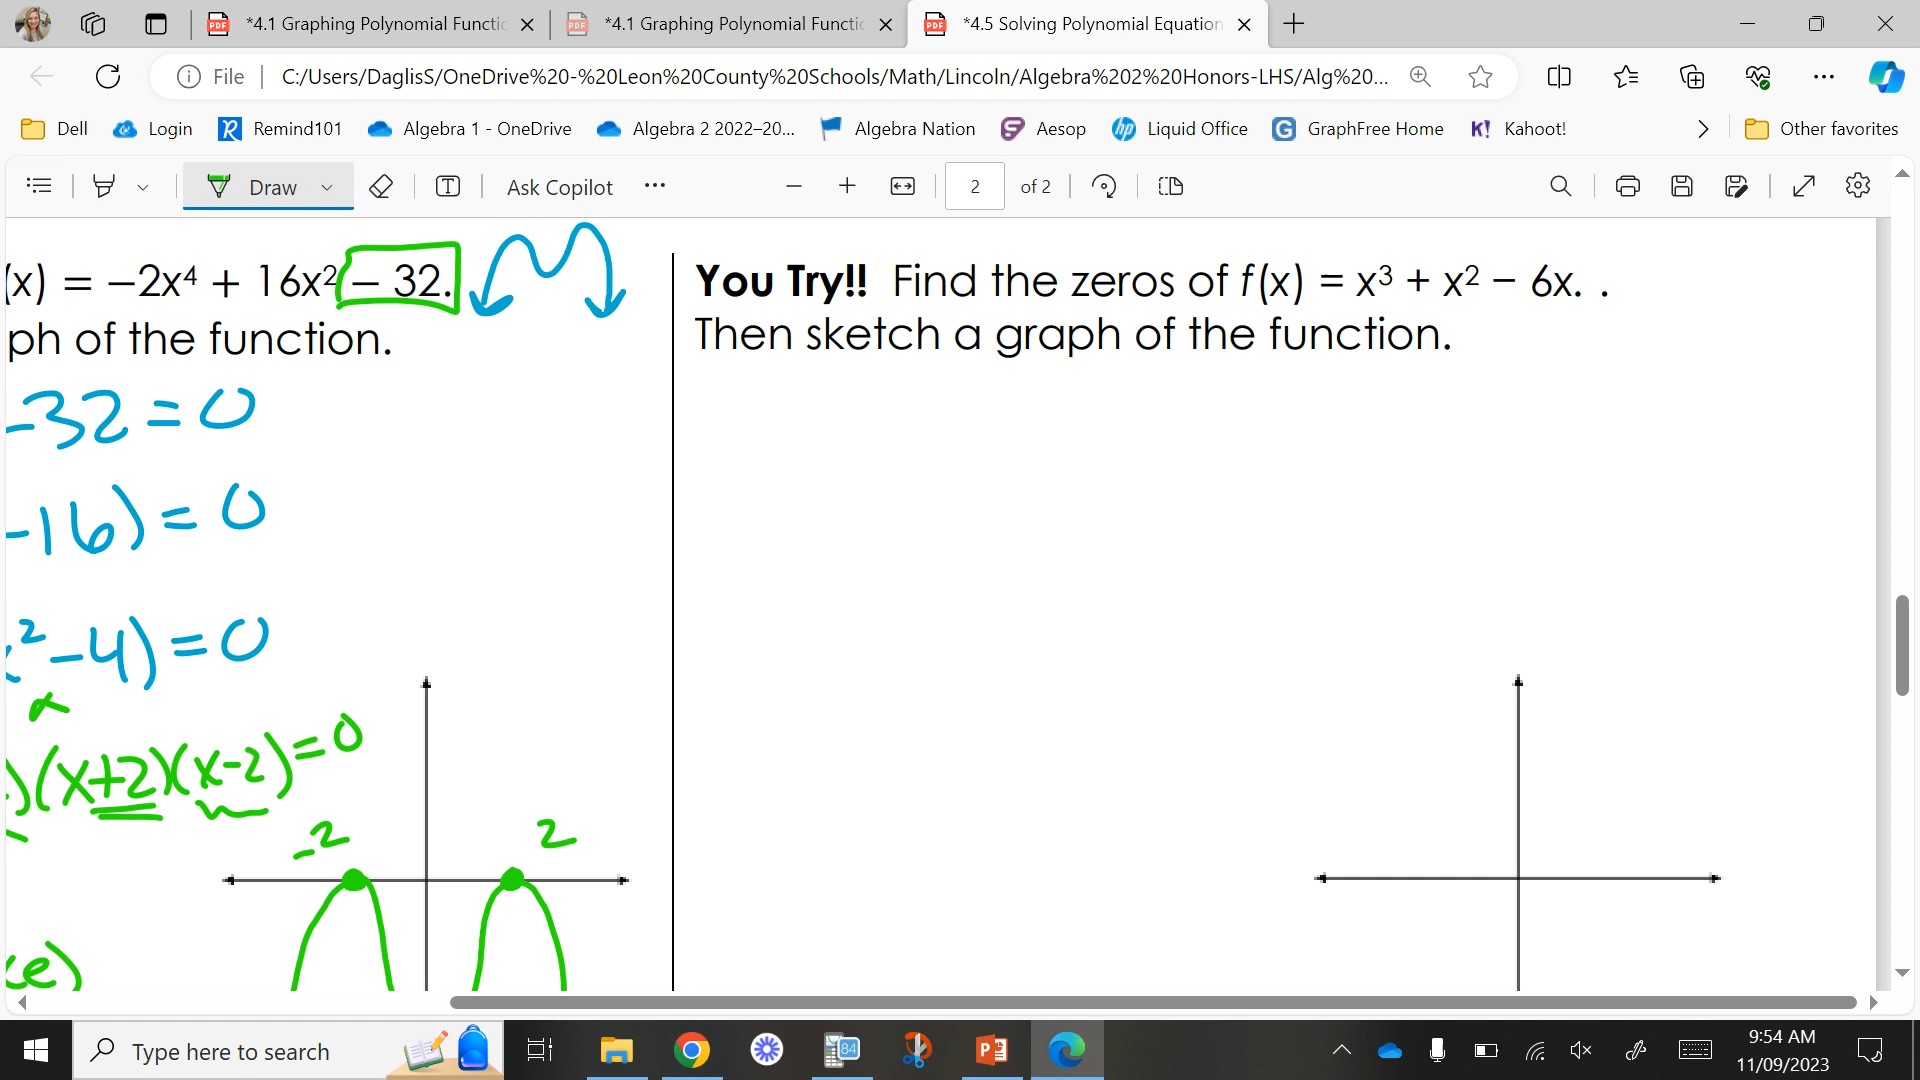 *4.1 Graphing Polynomial Functio
*4.1 Graphing Polynomial Functio
*4.5 Solving Polynomial Equation
File
C:/Users/DaglisS/OneDrive%20-%20Leon%20County%20Schools/Math/Lincoln/Algebra%202%20Honors-LHS/Alg%20...
Dell
Login
Remind101
Algebra 1 - OneDrive
Algebra 2 2022–20...
Algebra Nation
Aesop
Liquid Office
GraphFree Home
Kahoot!
Other favorites
Draw
Ask Copilot
2 of 2
(x) = −2x⁴ + 16x² − 32.
ph of the function.
-32 = 0
-16) = 0
x² - 4) = 0
)(x+2)(x-2) = 0
-2
2
ce)
You Try!! Find the zeros of f(x) = x³ + x² − 6x. .
Then sketch a graph of the function.
Type here to search
84
9:54 AM
11/09/2023